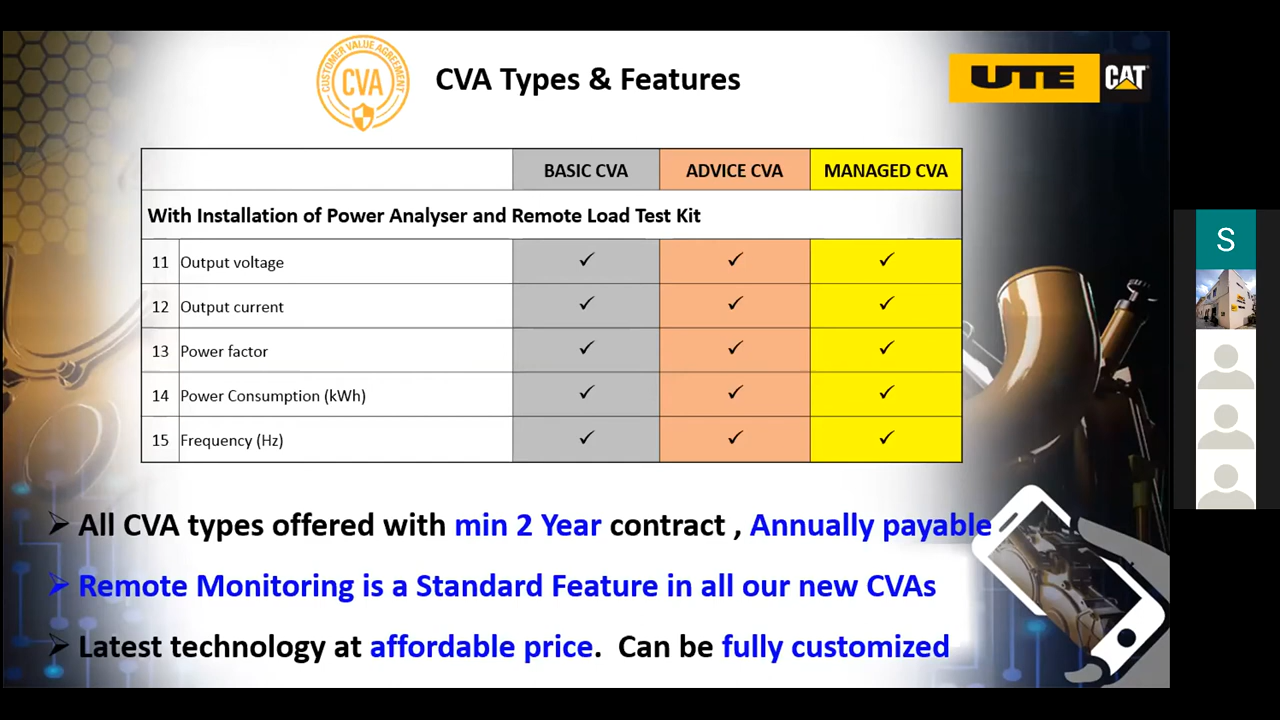 CUSTOMER VALUE AGREEMENT
CVA
CVA Types & Features
UTE CAT
BASIC CVA ADVICE CVA MANAGED CVA
With Installation of Power Analyser and Remote Load Test Kit
11 Output voltage ✓ ✓ ✓
12 Output current ✓ ✓ ✓
13 Power factor ✓ ✓ ✓
14 Power Consumption (kWh) ✓ ✓ ✓
15 Frequency (Hz) ✓ ✓ ✓
S
➢ All CVA types offered with min 2 Year contract , Annually payable
➢ Remote Monitoring is a Standard Feature in all our new CVAs
➢ Latest technology at affordable price. Can be fully customized